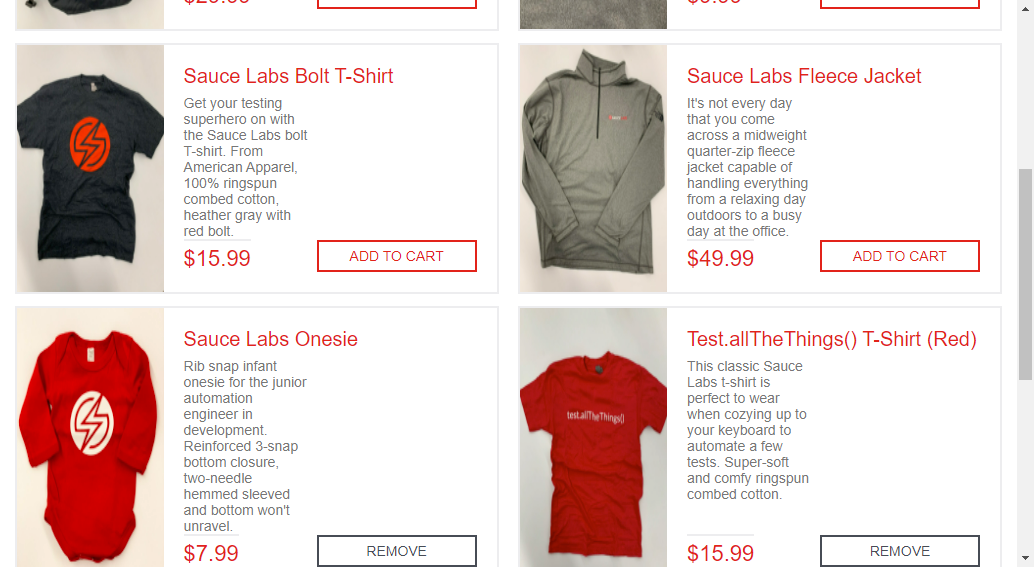 Sauce Labs Bolt T-Shirt
Get your testing
superhero on with
the Sauce Labs bolt
T-shirt. From
American Apparel,
100% ringspun
combed cotton,
heather gray with
red bolt.
$15.99
ADD TO CART
Sauce Labs Fleece Jacket
It's not every day
that you come
across a midweight
quarter-zip fleece
jacket capable of
handling everything
from a relaxing day
outdoors to a busy
day at the office.
$49.99
ADD TO CART
Sauce Labs Onesie
Rib snap infant
onesie for the junior
automation
engineer in
development.
Reinforced 3-snap
bottom closure,
two-needle
hemmed sleeved
and bottom won't
unravel.
$7.99
REMOVE
test.allTheThings()
Test.allTheThings() T-Shirt (Red)
This classic Sauce
Labs t-shirt is
perfect to wear
when cozying up to
your keyboard to
automate a few
tests. Super-soft
and comfy ringspun
combed cotton.
$15.99
REMOVE